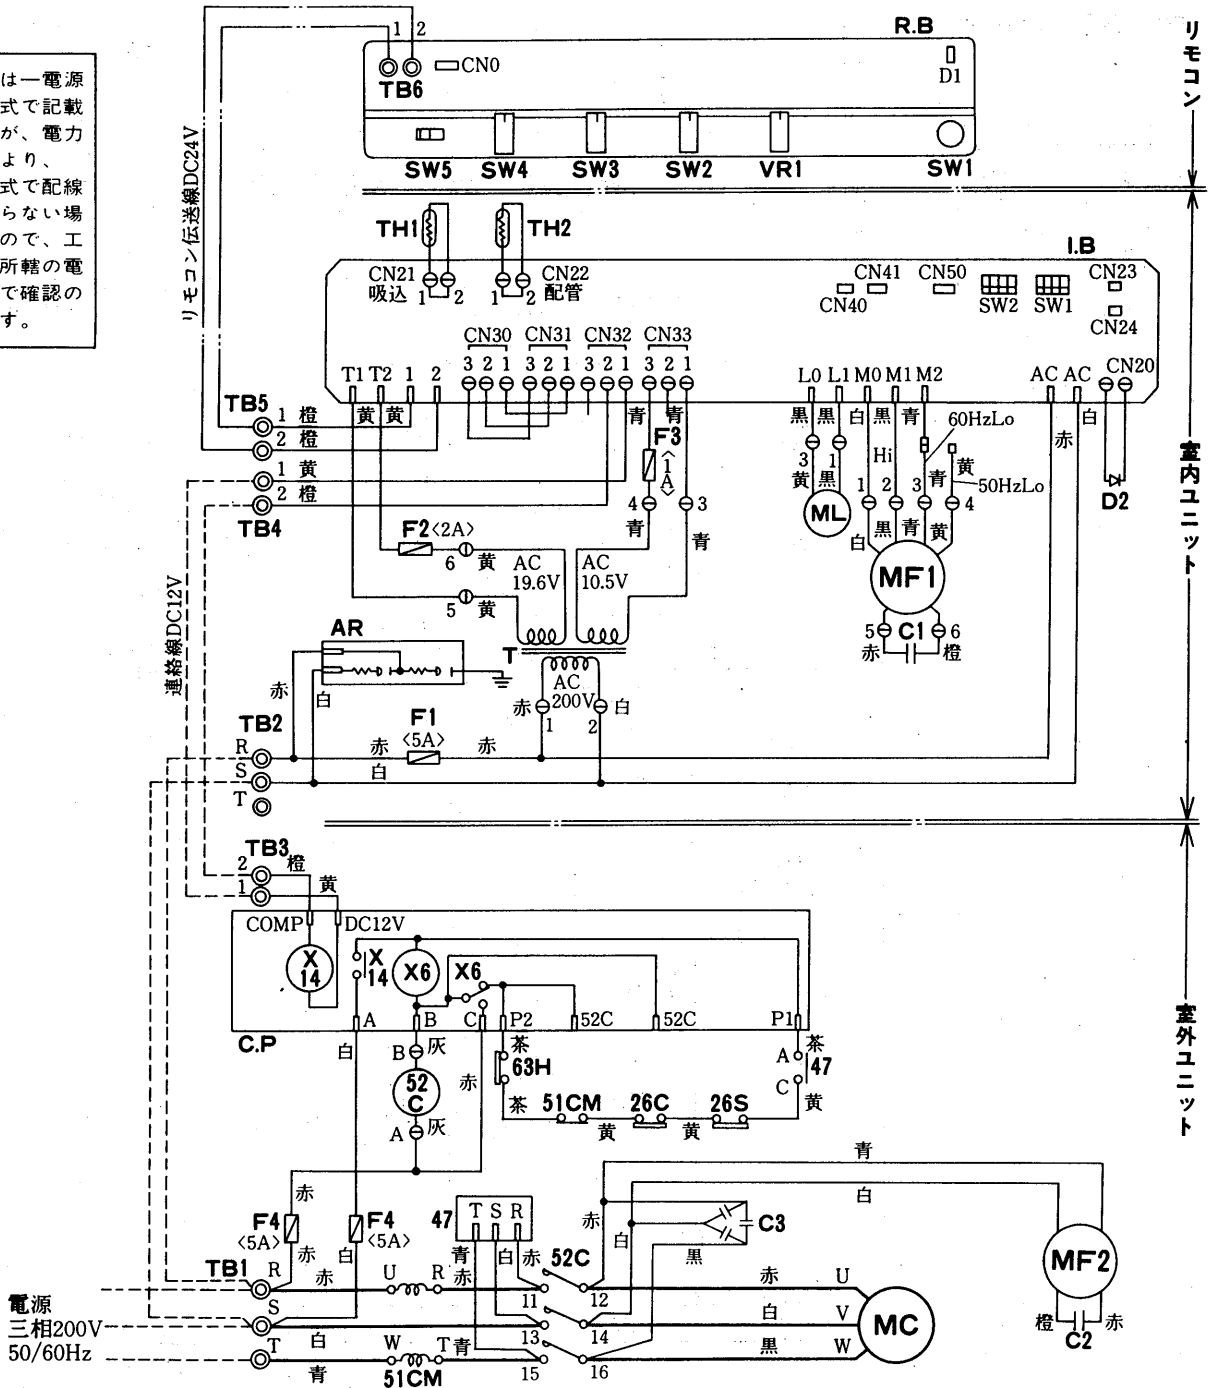 は一電源
式で記載
が、電力
より、
式で配線
らない場
ので、工
所轄の電
で確認の
す。
1 2
R.B
CN0
D1
TB6
SW5 SW4 SW3 SW2 VR1 SW1
リモコン
リモコン伝送線DC24V
TH1 TH2
I.B
CN21
吸込
1 2
CN22
配管
1 2
CN41 CN50 CN23
CN40 SW2 SW1
CN24
CN30 CN31 CN32 CN33
3 2 1 3 2 1 3 2 1 3 2 1
CN20
T1 T2 1 2
L0 L1 M0 M1 M2 AC AC
TB5
1 橙 黄 黄
2 橙
青 青
F3
〈1A〉
黒 黒 白 黒 青
60HzLo
赤 白
1 黄
2 橙
TB4
3 1 Hi 青 黄
黄 黒 1 2 3 4
50HzLo
D2
4 3
青 青
ML
白 黒 青 黄
MF1
F2〈2A〉
6 黄
AC
19.6V
AC
10.5V
5 黄
5 C1 6
赤 橙
室内ユニット
連絡線DC12V
AR
T
AC
200V
赤 白
1 2
赤 白
TB2
R
S
T
赤
白
F1
〈5A〉
赤
TB3
2 橙
1 黄
COMP DC12V
X
14
X
14
X6 X6
A B C P2 52C 52C P1
C.P
白
B 灰
52
C
A 灰
赤
茶
63H
茶
51CM 26C 26S
黄 黄
茶
A
C
47
黄
室外ユニット
青
白
赤
F4
〈5A〉
赤
F4
〈5A〉
白
47
T S R
青 白 赤
52C
赤
白
C3
黒
MF2
橙 C2 赤
TB1
R 赤 U R 赤
11 12
赤 U
S
白
13 14
白 V
T
青
W T 青
51CM
15 16
黒 W
MC
電源
三相200V
50/60Hz